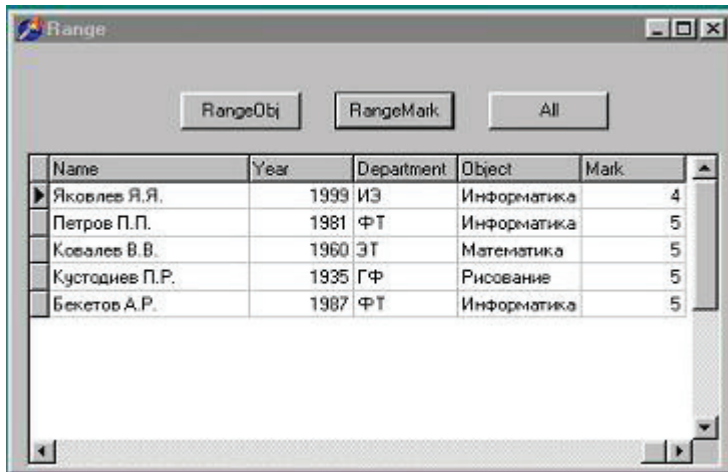 Range
RangeObj RangeMark All
Name Year Department Object Mark
Яковлев Я.Я. 1999 ИЭ Информатика 4
Петров П.П. 1981 ФТ Информатика 5
Ковалев В.В. 1960 ЭТ Математика 5
Кустодиев П.Р. 1935 ГФ Рисование 5
Бекетов А.Р. 1987 ФТ Информатика 5